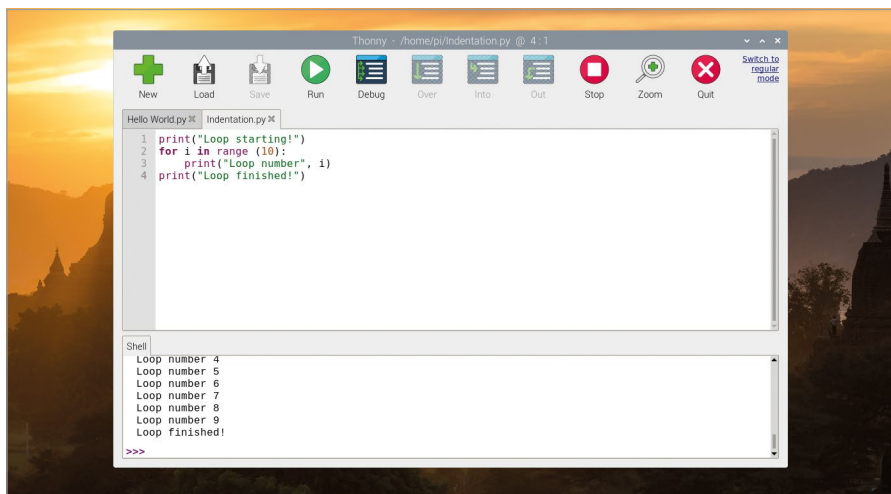 Thonny - /home/pi/Indentation.py @ 4:1
New Load Save Run Debug Over Into Out Stop Zoom Quit
Switch to
regular
mode
Hello World.py Indentation.py
1 print("Loop starting!")
2 for i in range (10):
3     print("Loop number", i)
4 print("Loop finished!")
Shell
Loop number 4
Loop number 5
Loop number 6
Loop number 7
Loop number 8
Loop number 9
Loop finished!
>>>